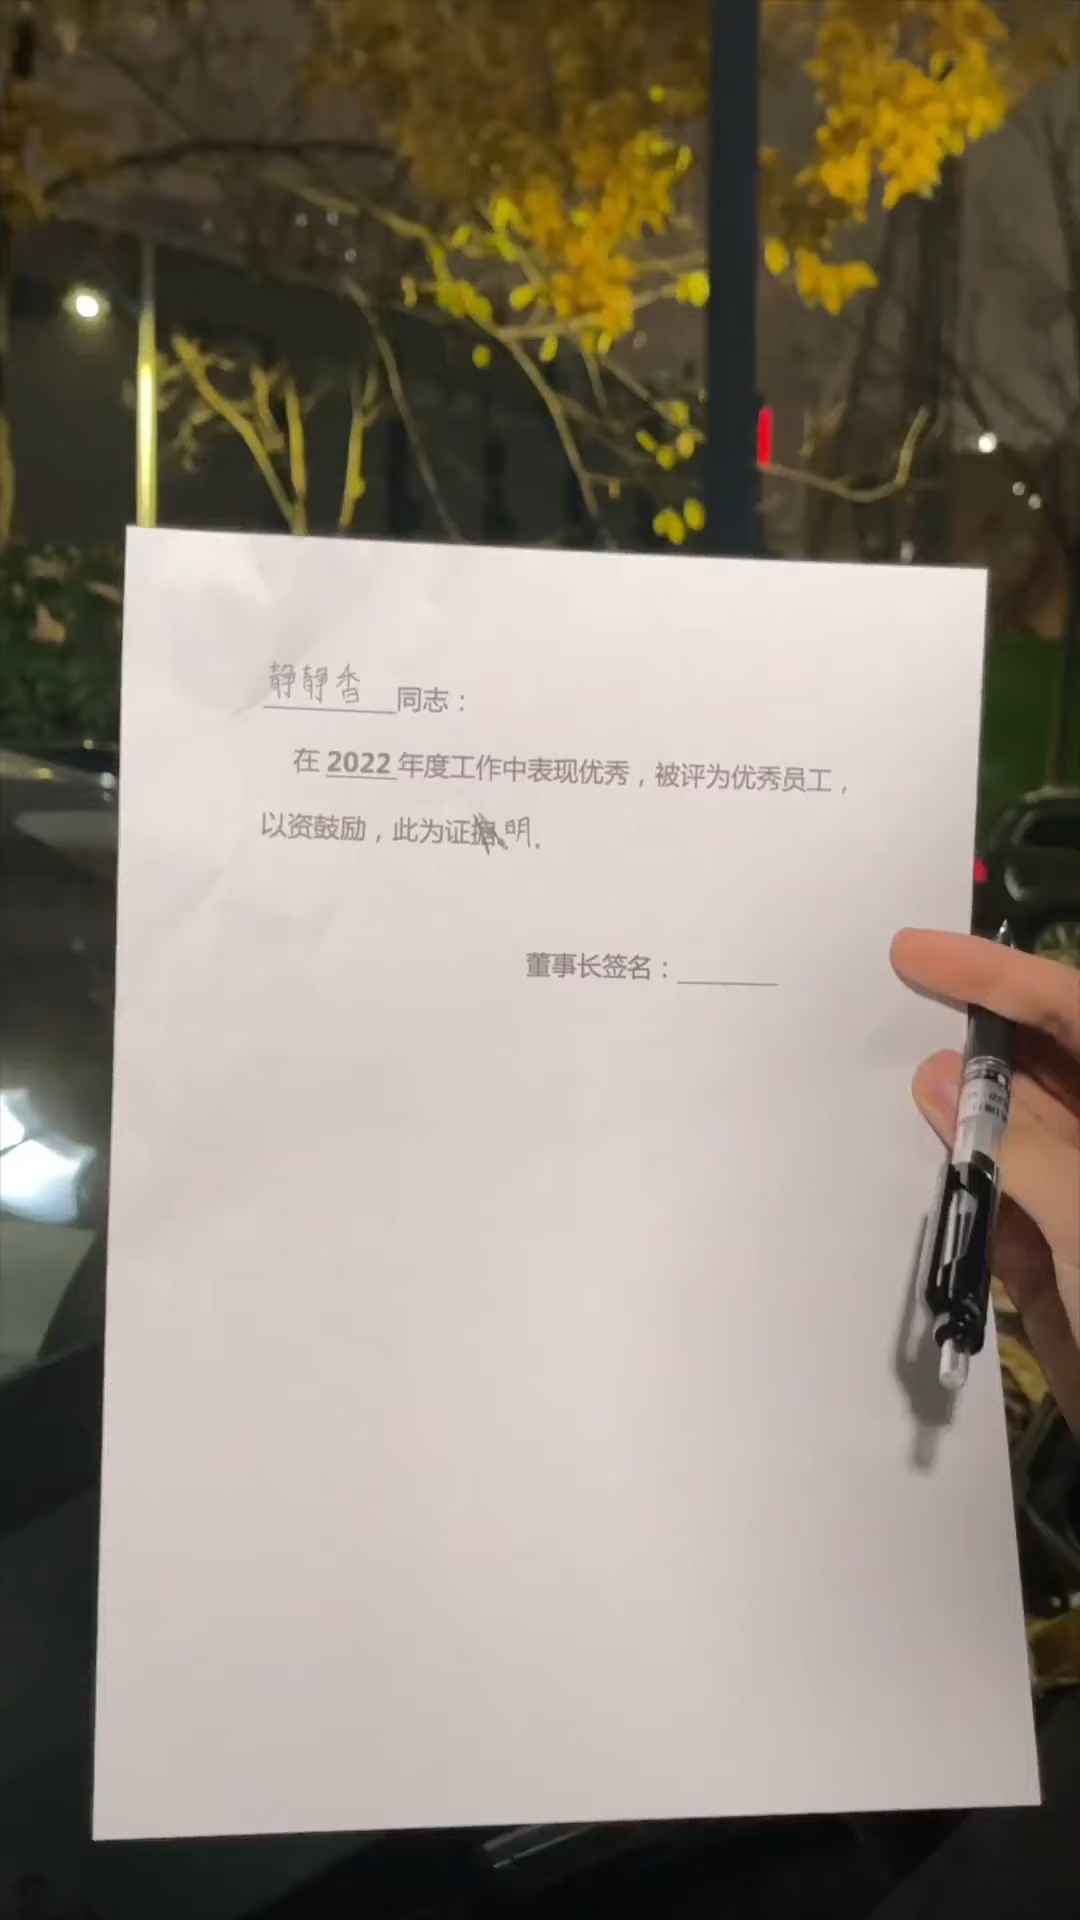 静静香 同志：
在 2022 年度工作中表现优秀，被评为优秀员工，
以资鼓励，此为证明.
董事长签名：